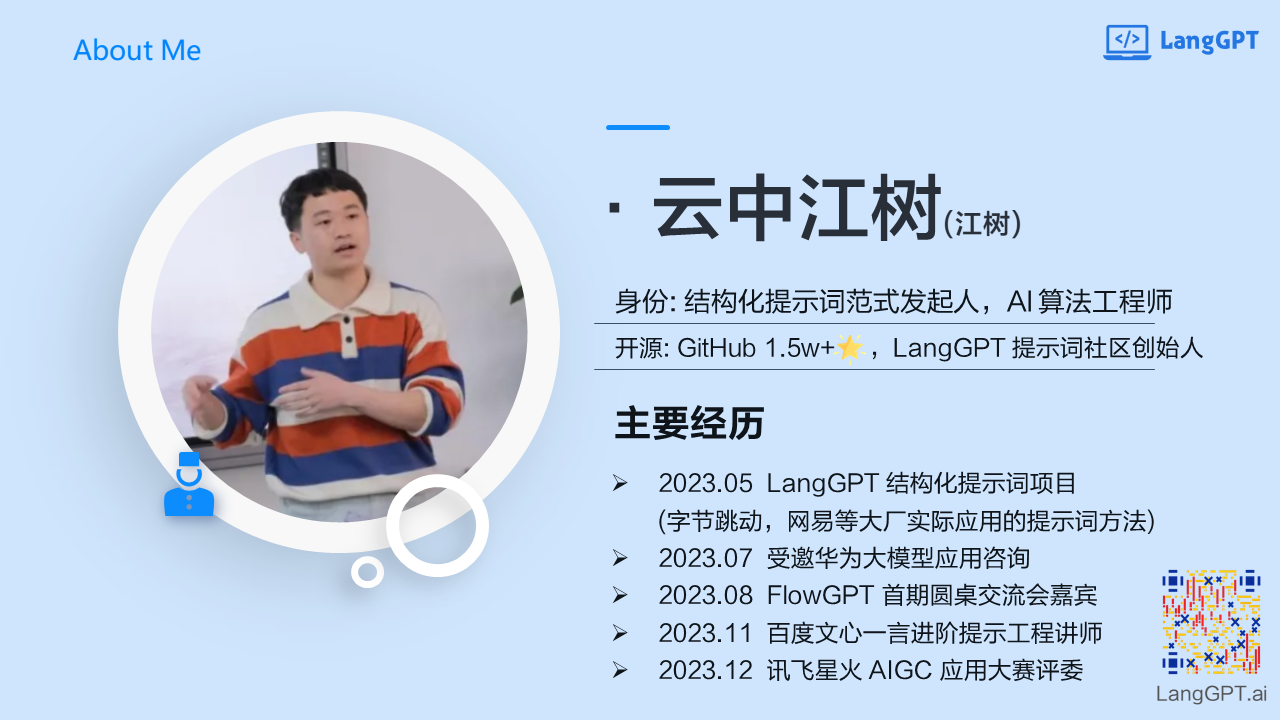 About Me
</> LangGPT
· 云中江树(江树)
身份: 结构化提示词范式发起人，AI 算法工程师
开源: GitHub 1.5w+🌟，LangGPT 提示词社区创始人
主要经历
➢ 2023.05 LangGPT 结构化提示词项目
(字节跳动，网易等大厂实际应用的提示词方法)
➢ 2023.07 受邀华为大模型应用咨询
➢ 2023.08 FlowGPT 首期圆桌交流会嘉宾
➢ 2023.11 百度文心一言进阶提示工程讲师
➢ 2023.12 讯飞星火 AIGC 应用大赛评委
LangGPT.ai